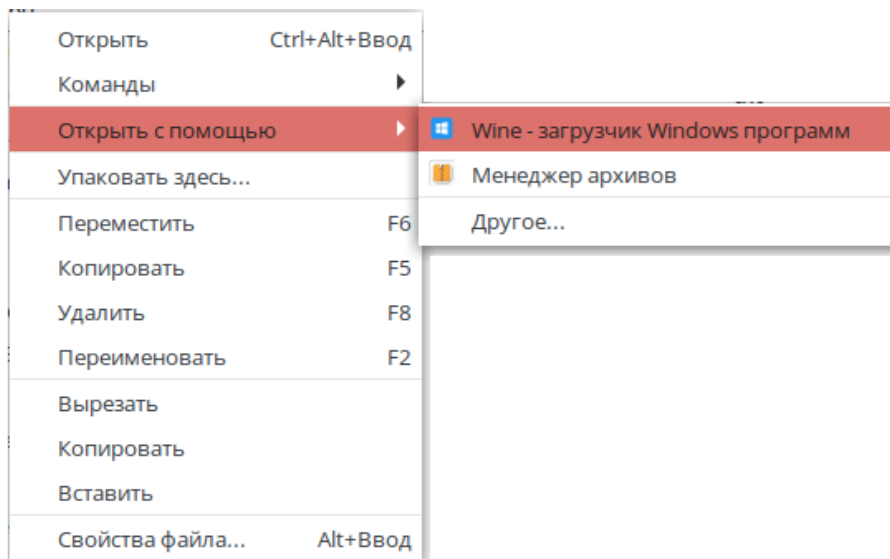 Открыть Ctrl+Alt+Ввод
Команды
Открыть с помощью
Упаковать здесь...
Переместить F6
Копировать F5
Удалить F8
Переименовать F2
Вырезать
Копировать
Вставить
Свойства файла... Alt+Ввод
Wine - загрузчик Windows программ
Менеджер архивов
Другое...